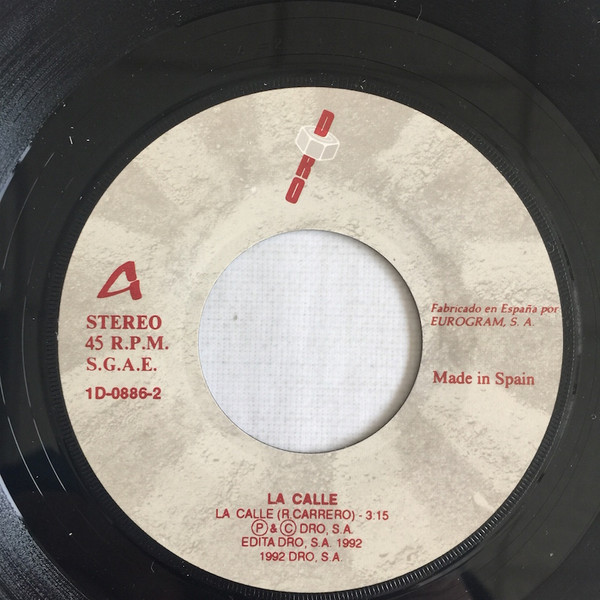 DRO
A
STEREO
45 R.P.M.
S.G.A.E.
1D-0886-2
Fabricado en España por
EUROGRAM, S. A.
Made in Spain
LA CALLE
LA CALLE (R.CARRERO) - 3:15
Ⓟ & Ⓒ DRO, S.A.
EDITA DRO, S.A. 1992
1992 DRO, S.A.